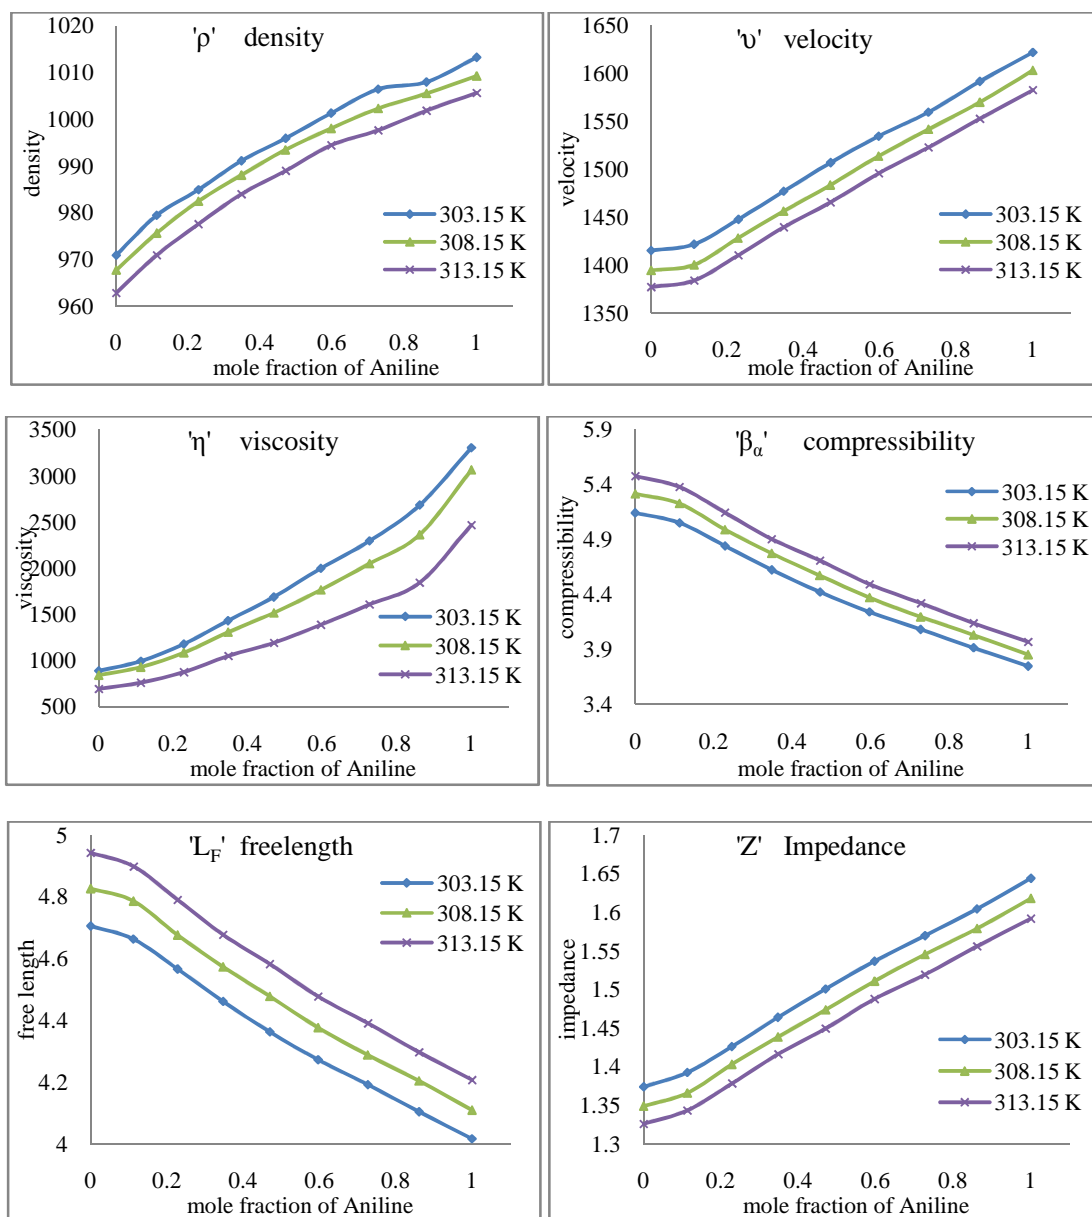 'ρ' density
1020
1010
1000
990
980
970
960
density
303.15 K
308.15 K
313.15 K
0 0.2 0.4 0.6 0.8 1
mole fraction of Aniline
'υ' velocity
1650
1600
1550
1500
1450
1400
1350
velocity
303.15 K
308.15 K
313.15 K
0 0.2 0.4 0.6 0.8 1
mole fraction of Aniline
'η' viscosity
3500
3000
2500
2000
1500
1000
500
viscosity
303.15 K
308.15 K
313.15 K
0 0.2 0.4 0.6 0.8 1
mole fraction of Aniline
'βα' compressibility
5.9
5.4
4.9
4.4
3.9
3.4
compressibility
303.15 K
308.15 K
313.15 K
0 0.2 0.4 0.6 0.8 1
mole fraction of Aniline
'LF' freelength
5
4.8
4.6
4.4
4.2
4
free length
303.15 K
308.15 K
313.15 K
0 0.2 0.4 0.6 0.8 1
mole fraction of Aniline
'Z' Impedance
1.7
1.65
1.6
1.55
1.5
1.45
1.4
1.35
1.3
impedance
303.15 K
308.15 K
313.15 K
0 0.2 0.4 0.6 0.8 1
mole fraction of Aniline